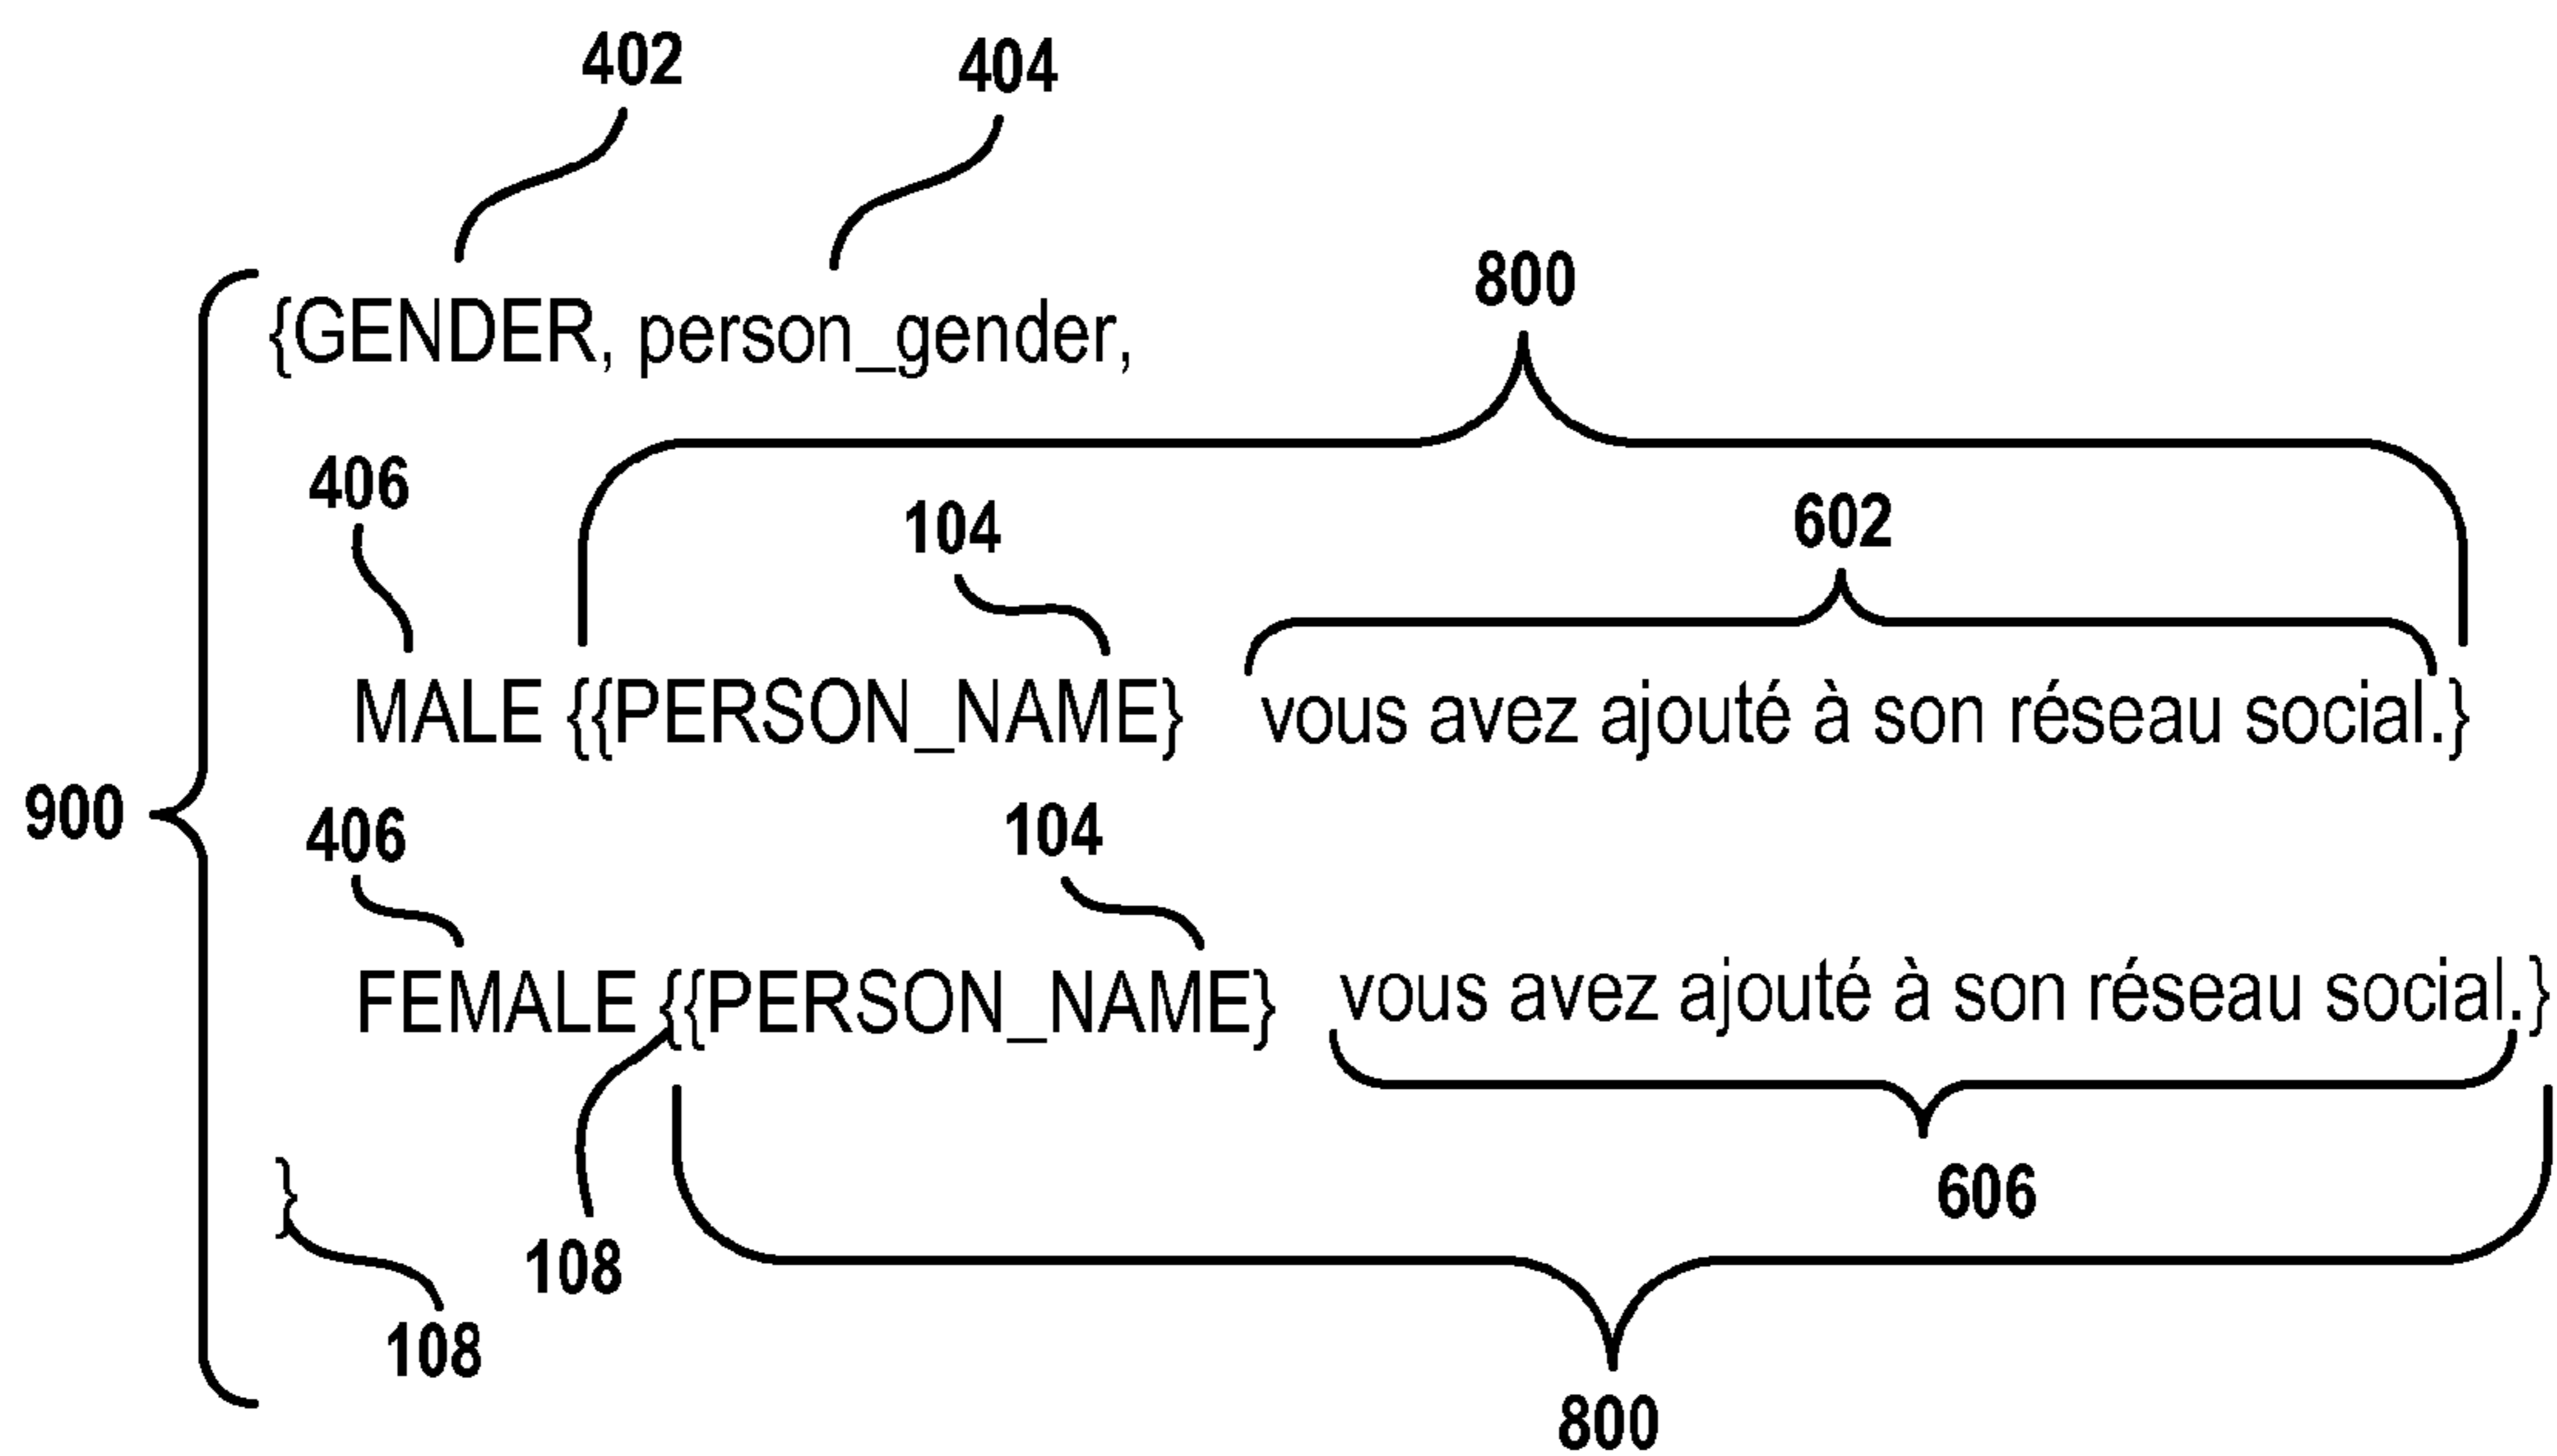 402 404
800
{GENDER, person_gender,
406 104 602
MALE {{PERSON_NAME} vous avez ajouté à son réseau social.}
900
406 104
FEMALE {{PERSON_NAME} vous avez ajouté à son réseau social.}
606
}
108
108
800